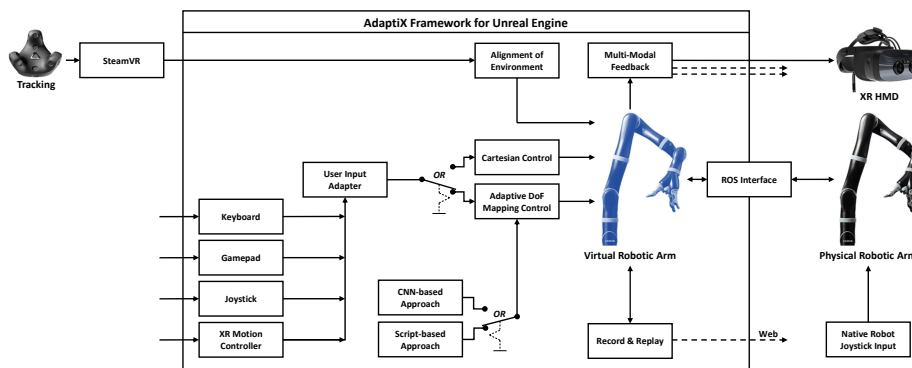 AdaptiX Framework for Unreal Engine
SteamVR
Tracking
Alignment of
Environment
Multi-Modal
Feedback
XR HMD
Cartesian Control
OR
User Input
Adapter
Adaptive DoF
Mapping Control
ROS Interface
Keyboard
Gamepad
Joystick
XR Motion
Controller
Virtual Robotic Arm
Physical Robotic Arm
CNN-based
Approach
OR
Script-based
Approach
Record & Replay
Web
Native Robot
Joystick Input